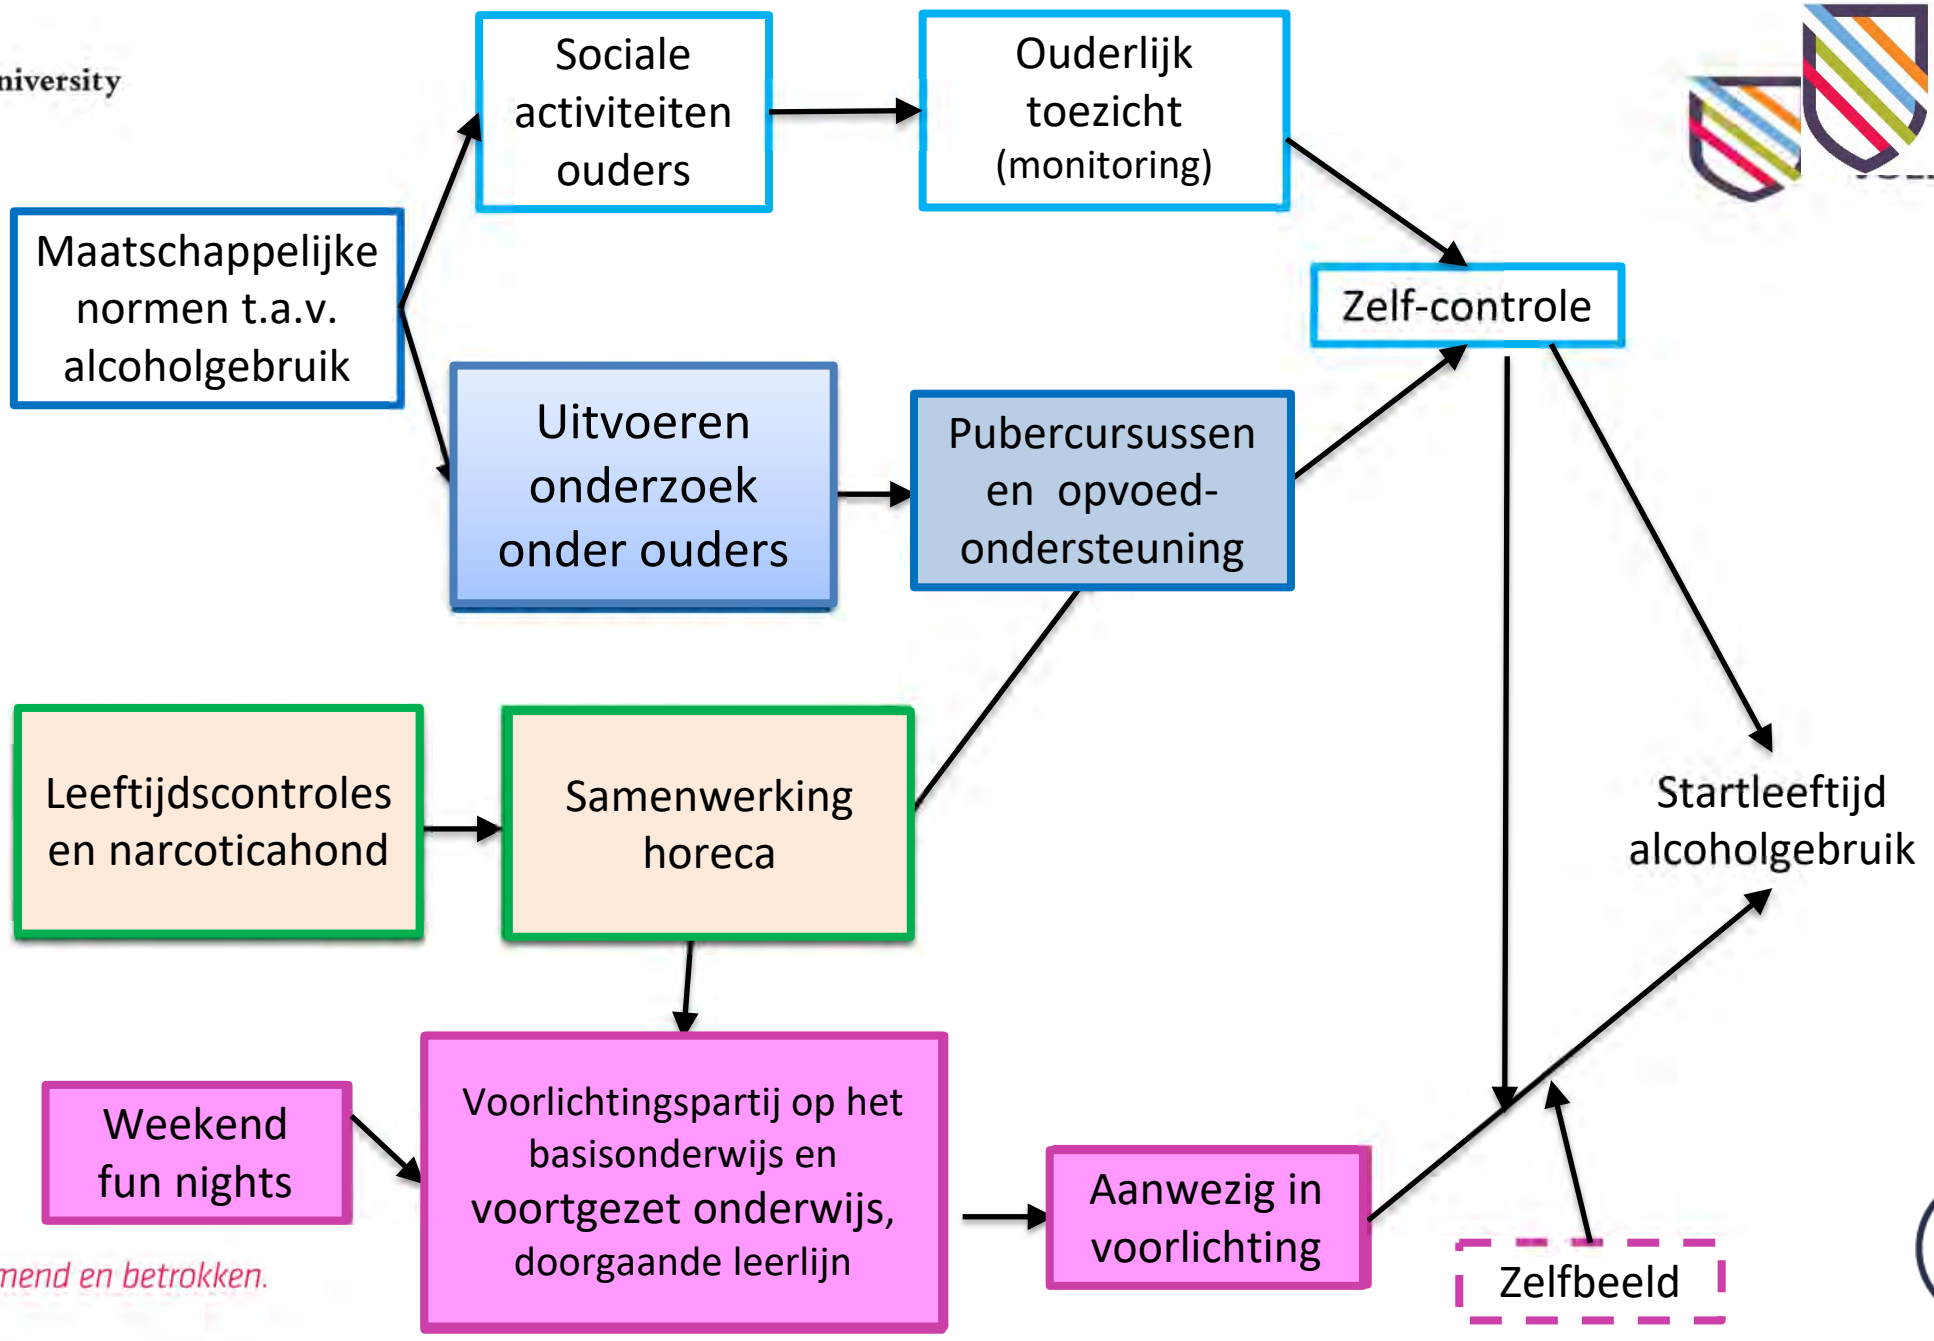 Sociale
activiteiten
ouders
Ouderlijk
toezicht
(monitoring)
Maatschappelijke
normen t.a.v.
alcoholgebruik
Zelf-controle
Uitvoeren
onderzoek
onder ouders
Pubercursussen
en opvoed-
ondersteuning
Leeftijdscontroles
en narcoticahond
Samenwerking
horeca
Startleeftijd
alcoholgebruik
Weekend
fun nights
Voorlichtingspartij op het
basisonderwijs en
voortgezet onderwijs,
doorgaande leerlijn
Aanwezig in
voorlichting
Zelfbeeld
en betrokken.